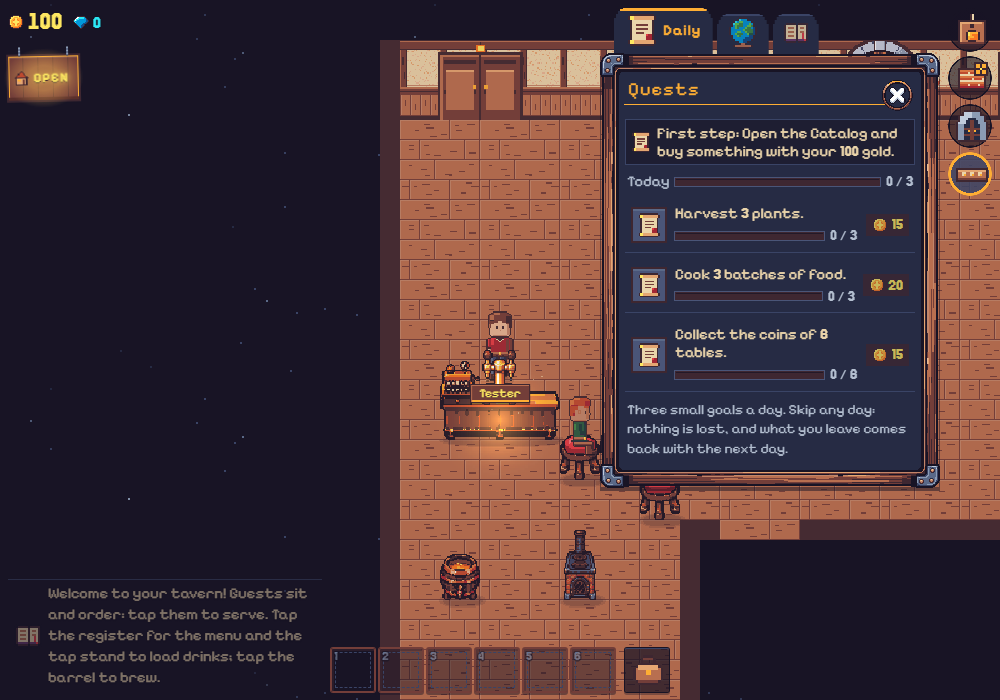 100 0
OPEN
Daily
Quests
First step: Open the Catalog and
buy something with your 100 gold.
Today 0 / 3
Harvest 3 plants.
0 / 3
15
Cook 3 batches of food.
0 / 3
20
Collect the coins of 8
tables.
0 / 8
15
Three small goals a day. Skip any day:
nothing is lost, and what you leave comes
back with the next day.
Tester
Welcome to your tavern! Guests sit
and order: tap them to serve. Tap
the register for the menu and the
tap stand to load drinks; tap the
barrel to brew.
1 2 3 4 5 6